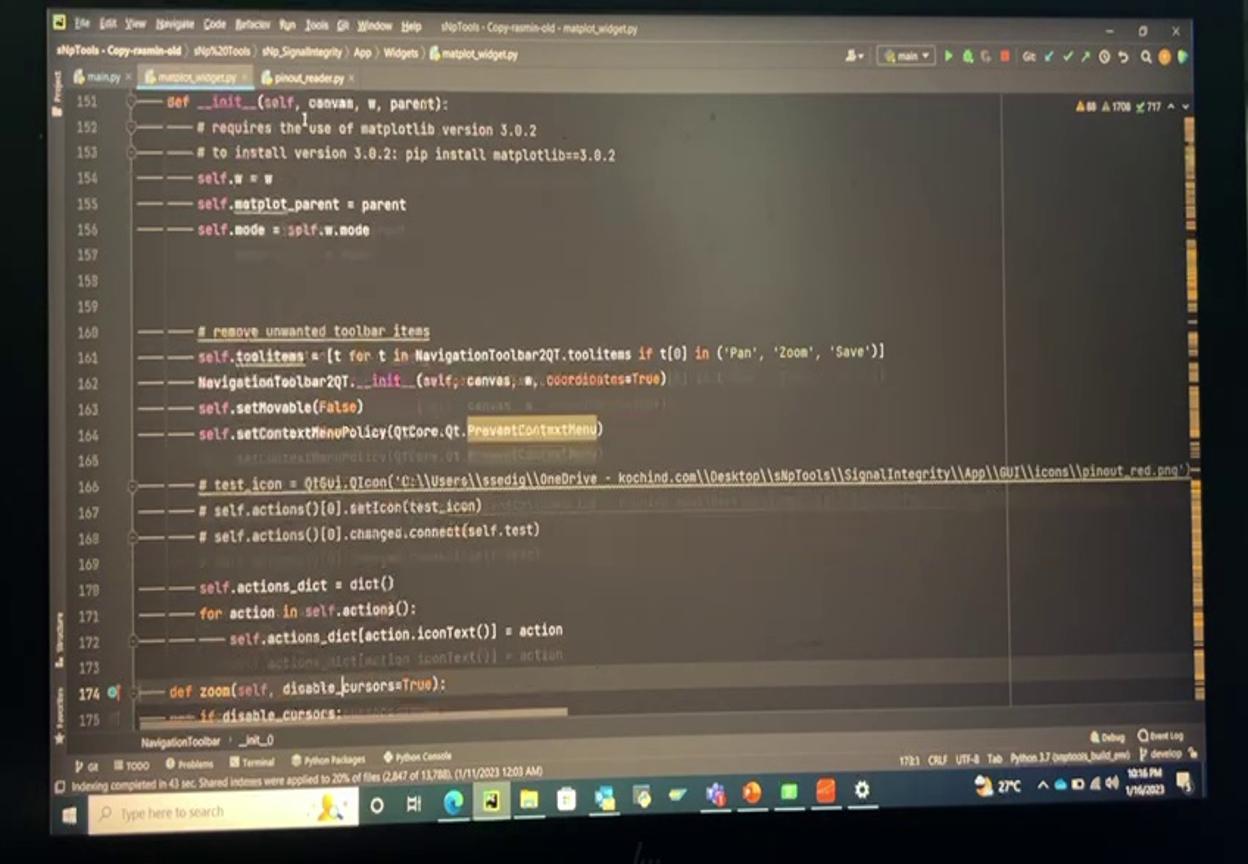 File Edit View Navigate Code Refactor Run Tools Git Window Help sNpTools - Copy-rasmin-old - matplot_widget.py
sNpTools - Copy-rasmin-old sNp%20Tools sNp_SignalIntegrity App Widgets matplot_widget.py main Git:
main.py matplot_widget.py pinout_reader.py
Project
151 def __init__(self, canvas, w, parent): 88 1708 717
152 # requires the use of matplotlib version 3.0.2
153 # to install version 3.0.2: pip install matplotlib==3.0.2
154 self.w = w
155 self.matplot_parent = parent
156 self.mode = self.w.mode
157
158
159
160 # remove unwanted toolbar items
161 self.toolitems = [t for t in NavigationToolbar2QT.toolitems if t[0] in ('Pan', 'Zoom', 'Save')]
162 NavigationToolbar2QT.__init__(self, canvas, w, coordinates=True)
163 self.setMovable(False)
164 self.setContextMenuPolicy(QtCore.Qt.PreventContextMenu)
165
166 # test_icon = QtGui.QIcon('C:\\Users\\ssedig\\OneDrive - kochind.com\\Desktop\\sNpTools\\SignalIntegrity\\App\\GUI\\icons\\pinout_red.png')
167 # self.actions()[0].setIcon(test_icon)
168 # self.actions()[0].changed.connect(self.test)
169
170 self.actions_dict = dict()
171 for action in self.actions():
172 self.actions_dict[action.iconText()] = action
173
174 def zoom(self, disable_cursors=True):
175 if disable_cursors:
Structure
Favorites
NavigationToolbar __init__()
Git TODO Problems Terminal Python Packages Python Console Debug Event Log
Indexing completed in 43 sec. Shared indexes were applied to 20% of files (2,847 of 13,788). (1/11/2023 12:03 AM) CRLF UTF-8 Tab Python 3.7 develop
Type here to search 27°C 10:16 PM
1/16/2023